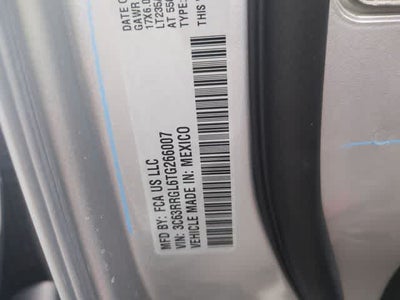 DATE O
GAWR
17X6.0
LT235
AT 55
TYPE:
THIS
MFD BY: FCA US LLC
VIN: 3C63RRGL6TG266007
VEHICLE MADE IN: MEXICO